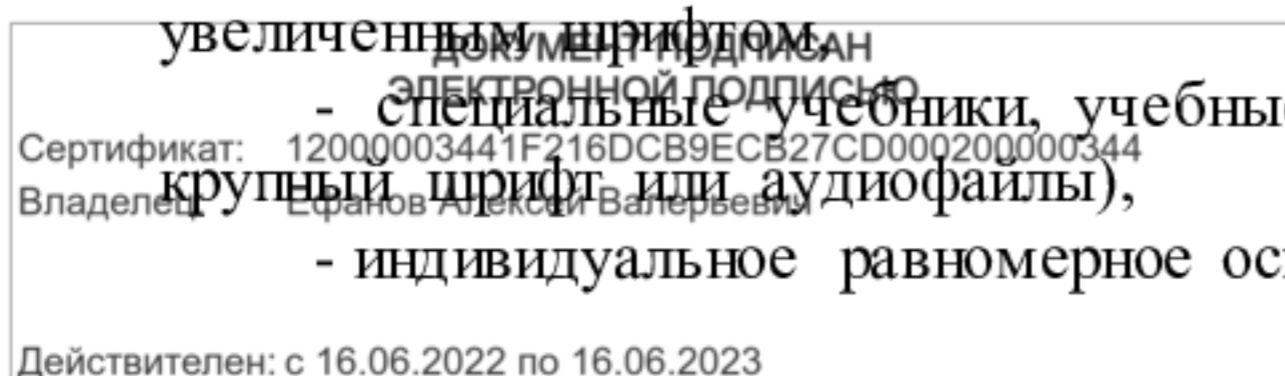 увеличенным шрифтом,
ДОКУМЕНТ ПОДПИСАН
ЭЛЕКТРОННОЙ ПОДПИСЬЮ
- специальные учебники, учебны
Сертификат: 12000003441F216DCB9ECB27CD000200000344
крупный шрифт или аудиофайлы),
Владелец: Ефанов Алексей Валерьевич
- индивидуальное равномерное ос
Действителен: с 16.06.2022 по 16.06.2023